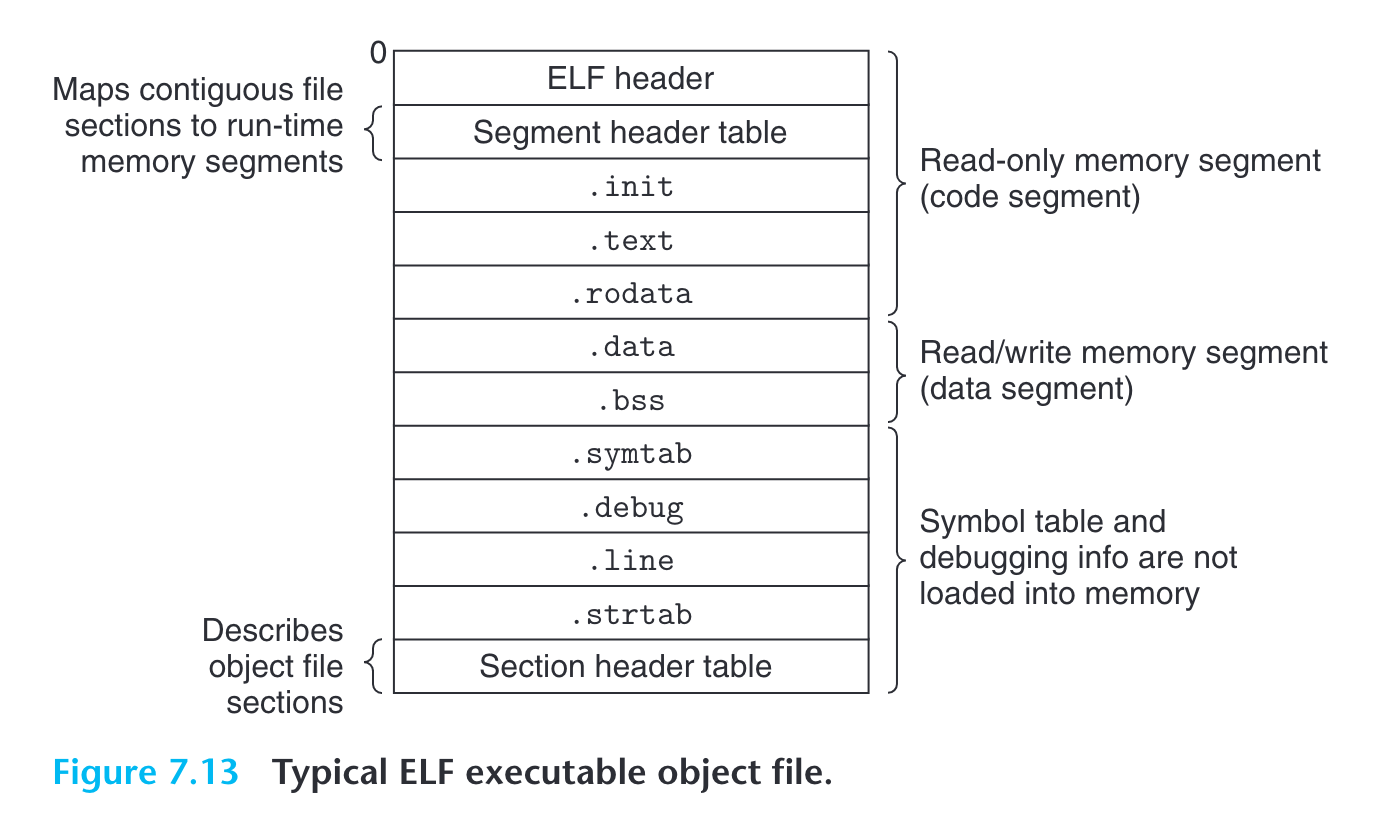 0
Maps contiguous file
sections to run-time
memory segments
ELF header
Segment header table
.init
.text
.rodata
.data
.bss
.symtab
.debug
.line
.strtab
Section header table
Describes
object file
sections
Read-only memory segment
(code segment)
Read/write memory segment
(data segment)
Symbol table and
debugging info are not
loaded into memory
Figure 7.13 Typical ELF executable object file.